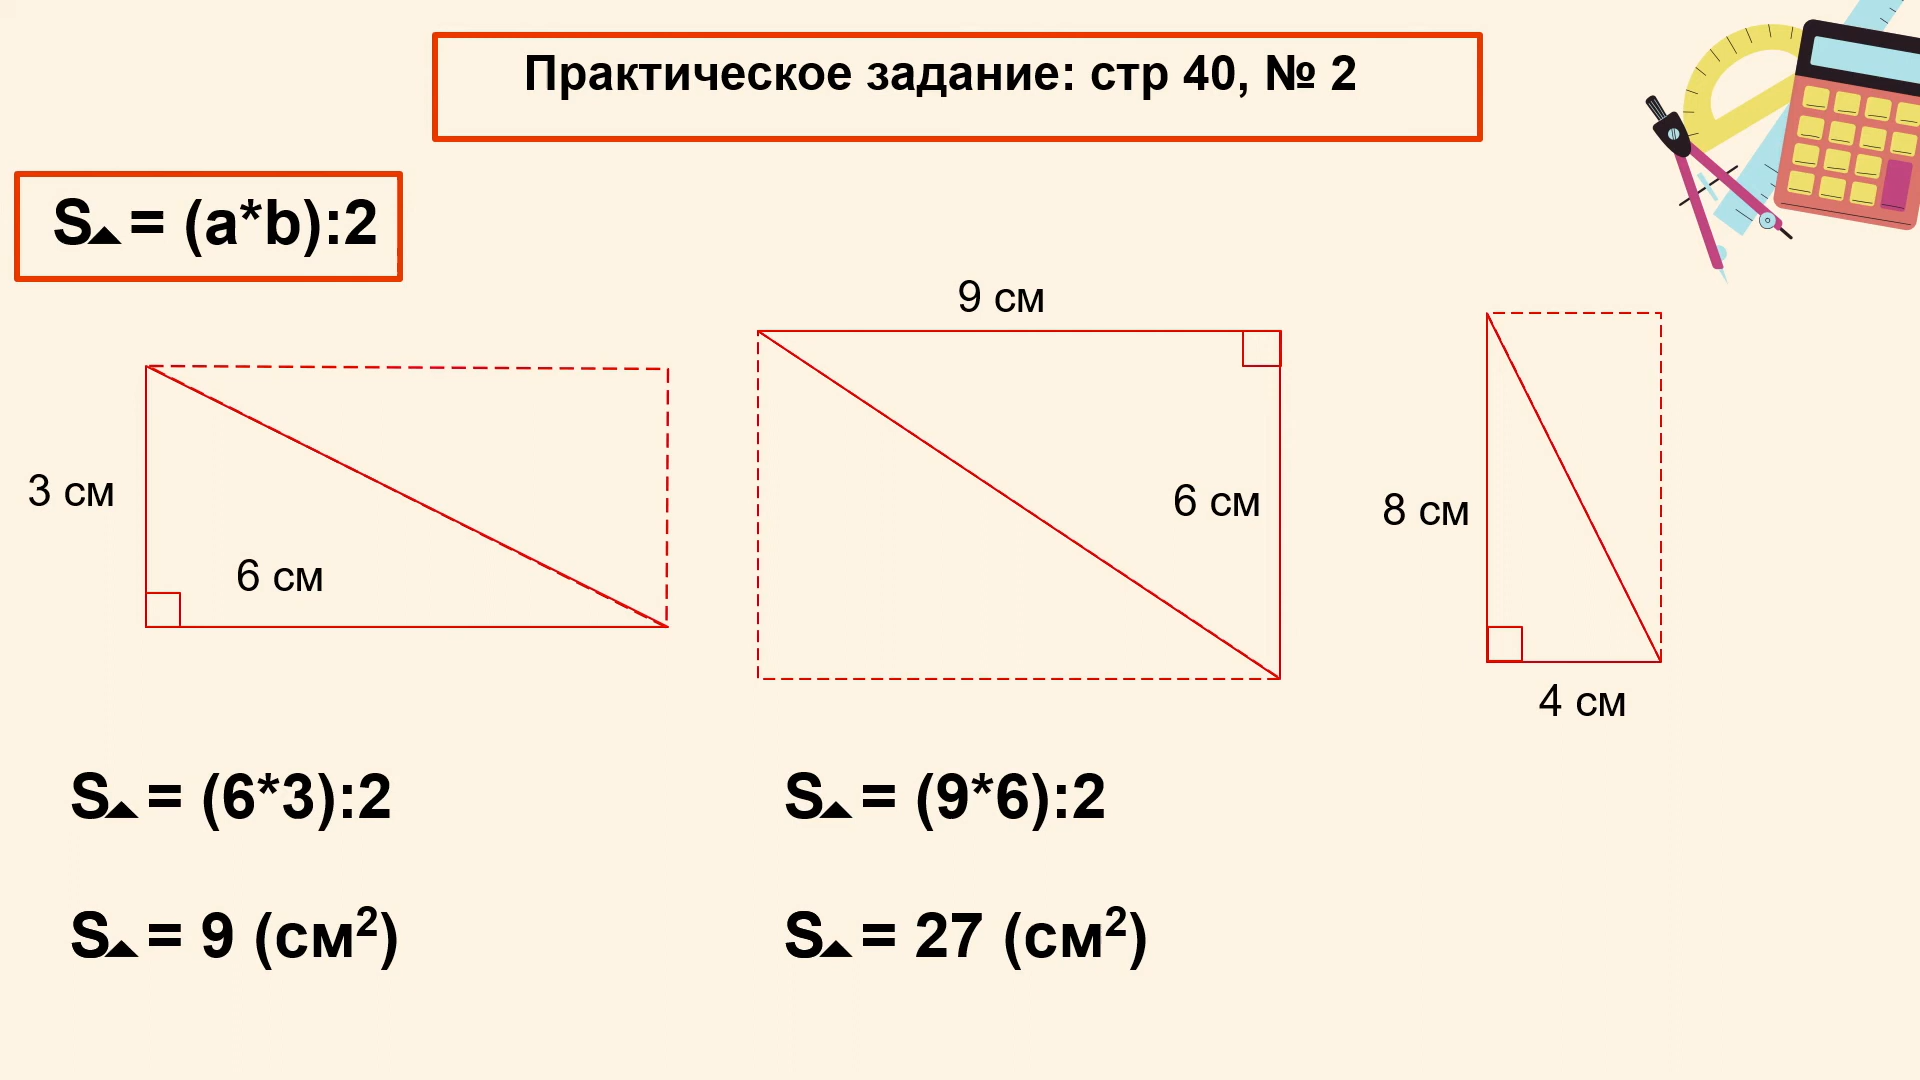 Практическое задание: стр 40, № 2
S▲= (a*b):2
9 см
3 см
6 см
6 см
8 см
4 см
S▲= (6*3):2
S▲= (9*6):2
S▲= 9 (см²)
S▲= 27 (см²)